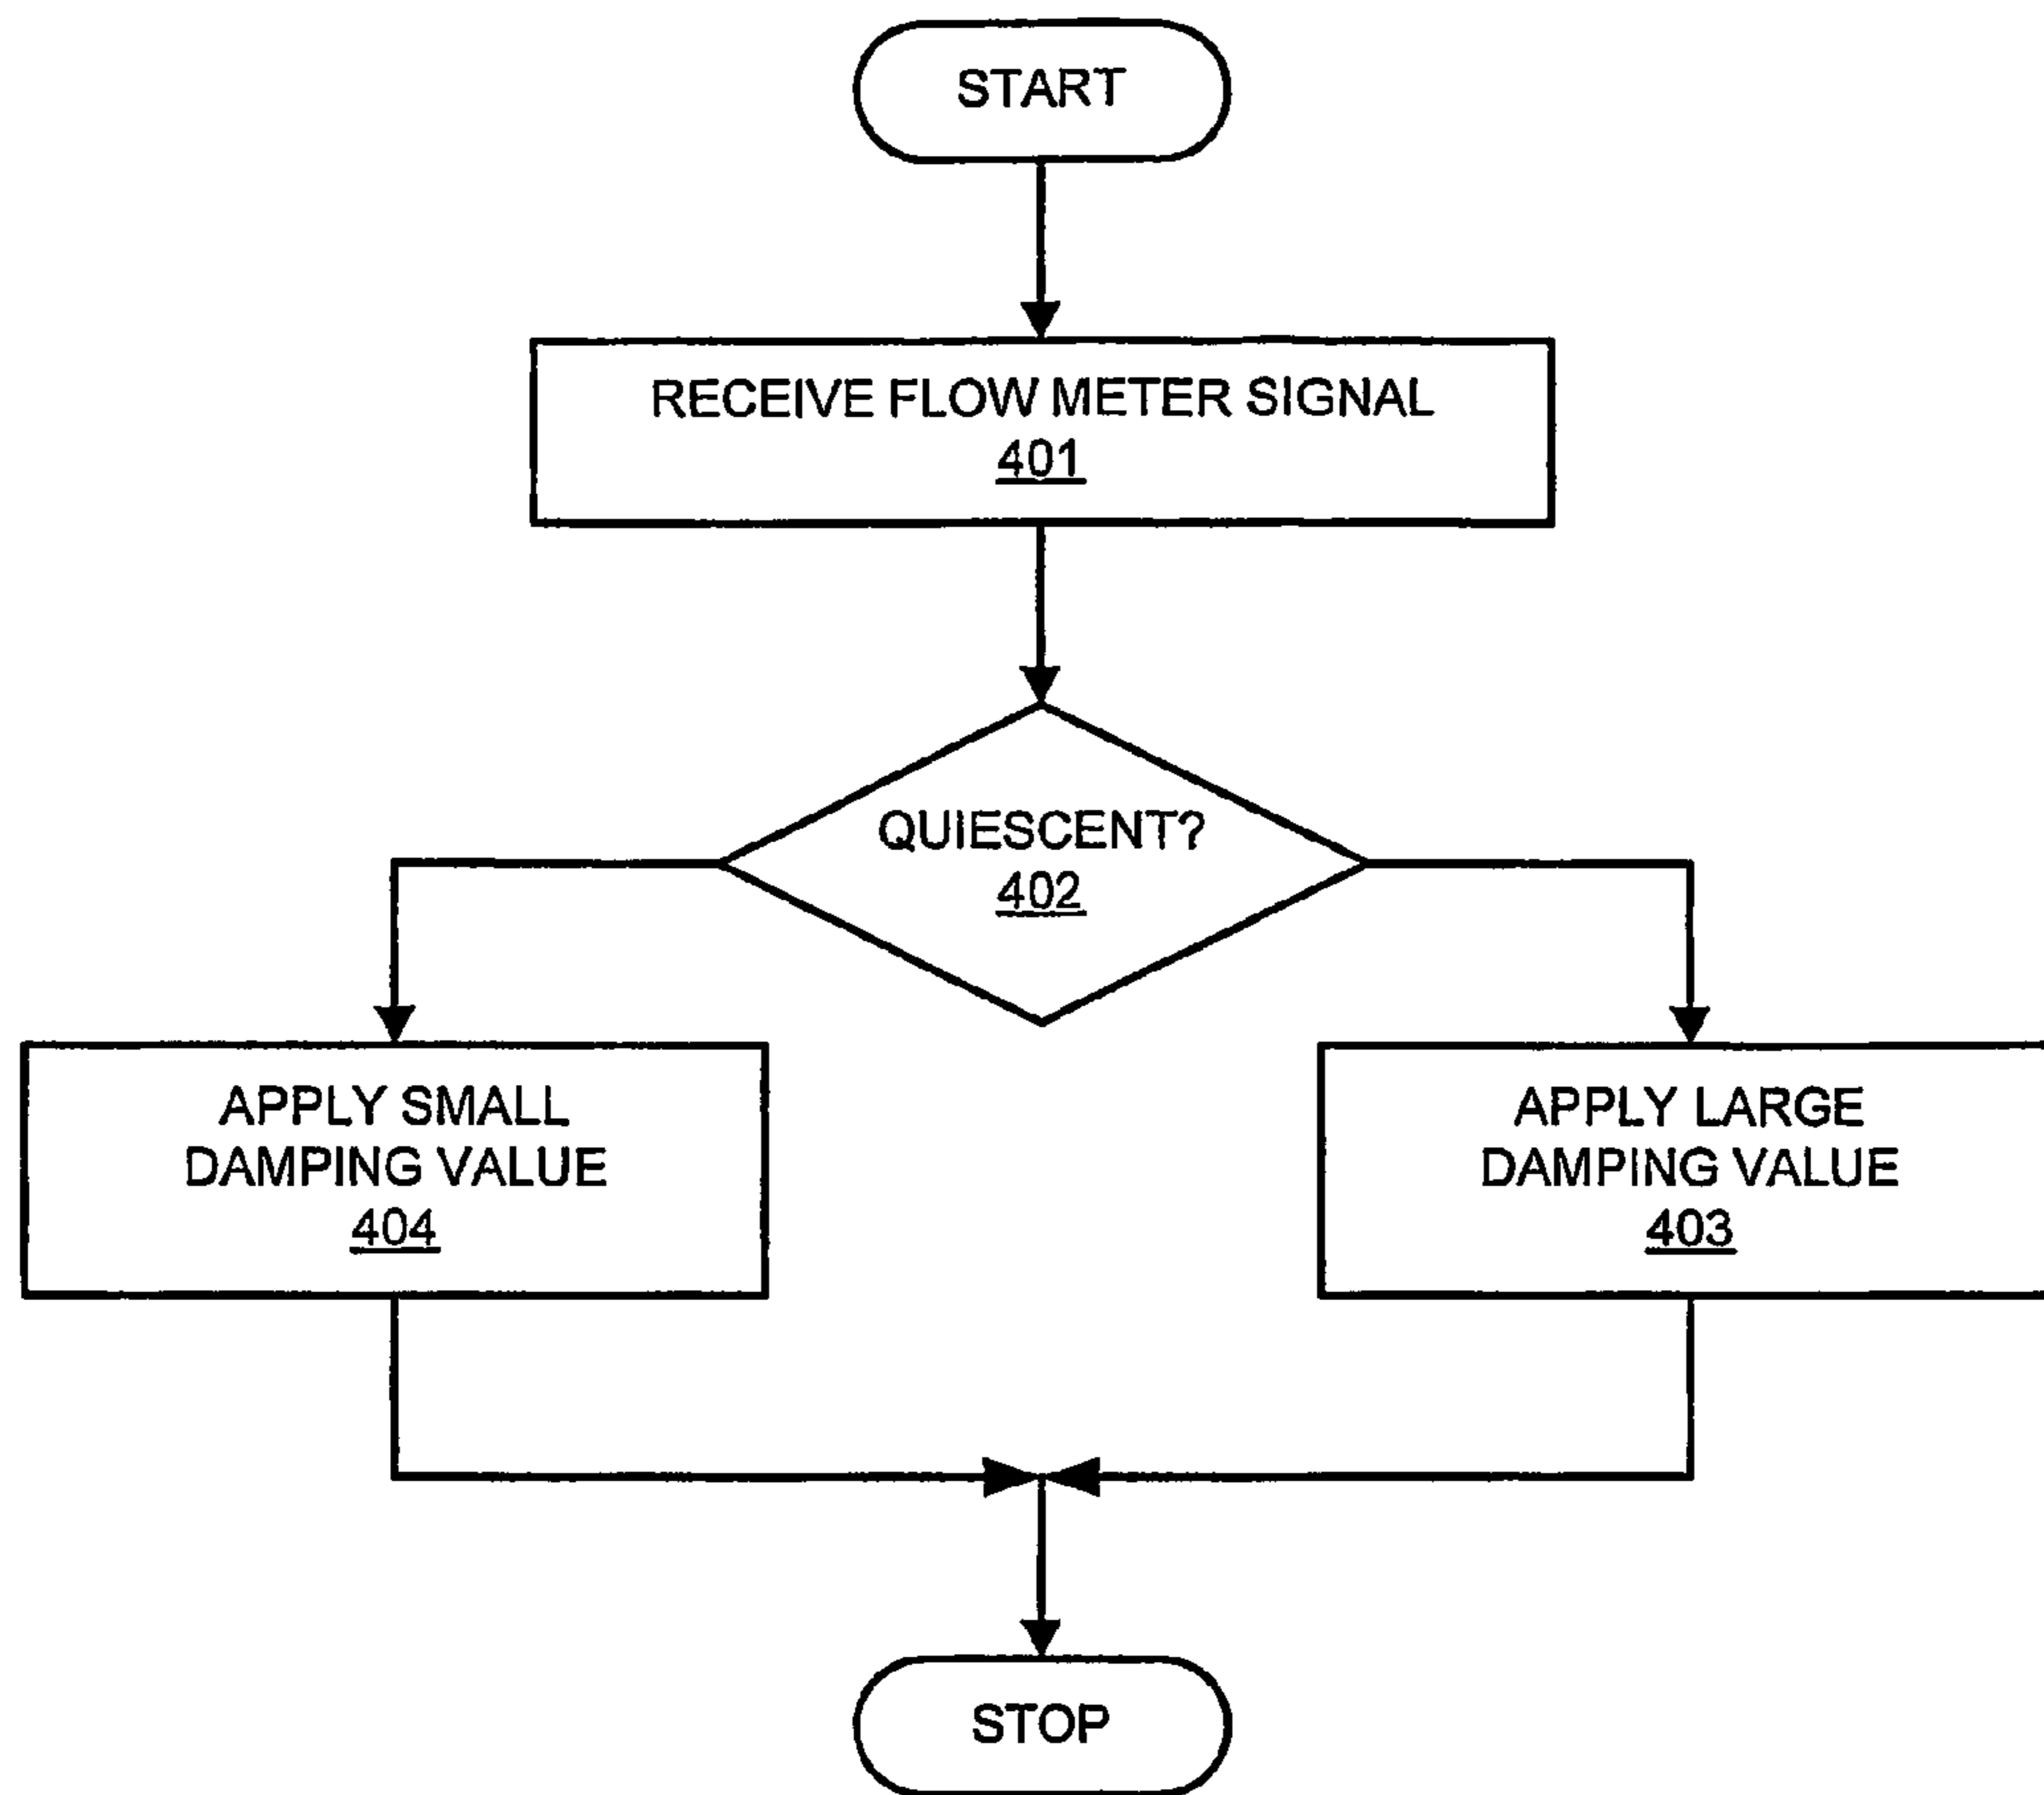 START
RECEIVE FLOW METER SIGNAL
401
QUIESCENT?
402
APPLY SMALL
DAMPING VALUE
404
APPLY LARGE
DAMPING VALUE
403
STOP